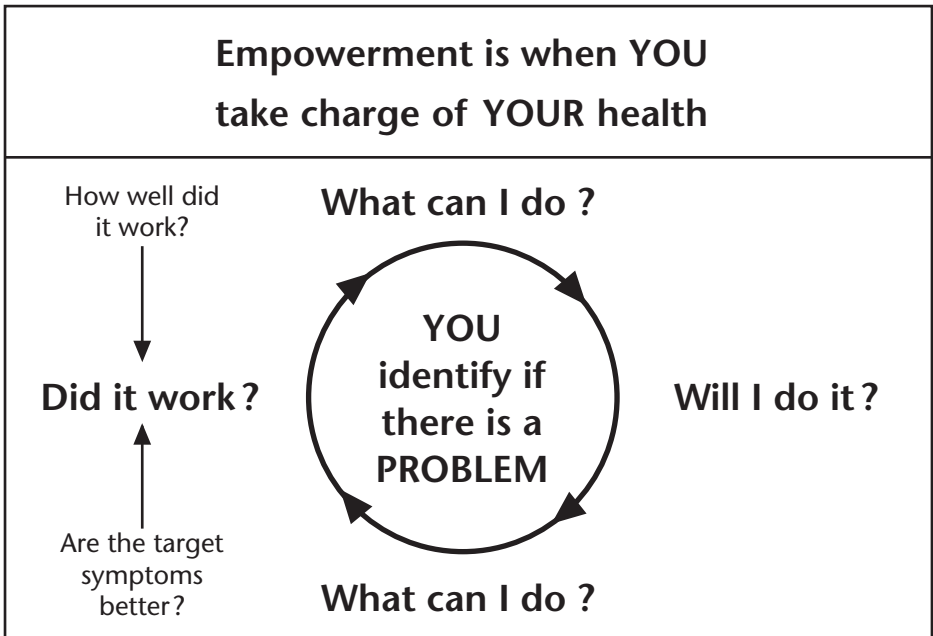 Empowerment is when YOU
take charge of YOUR health
How well did
it work?
What can I do ?
YOU
identify if
there is a
PROBLEM
Did it work ?
Will I do it ?
Are the target
symptoms
better ?
What can I do ?